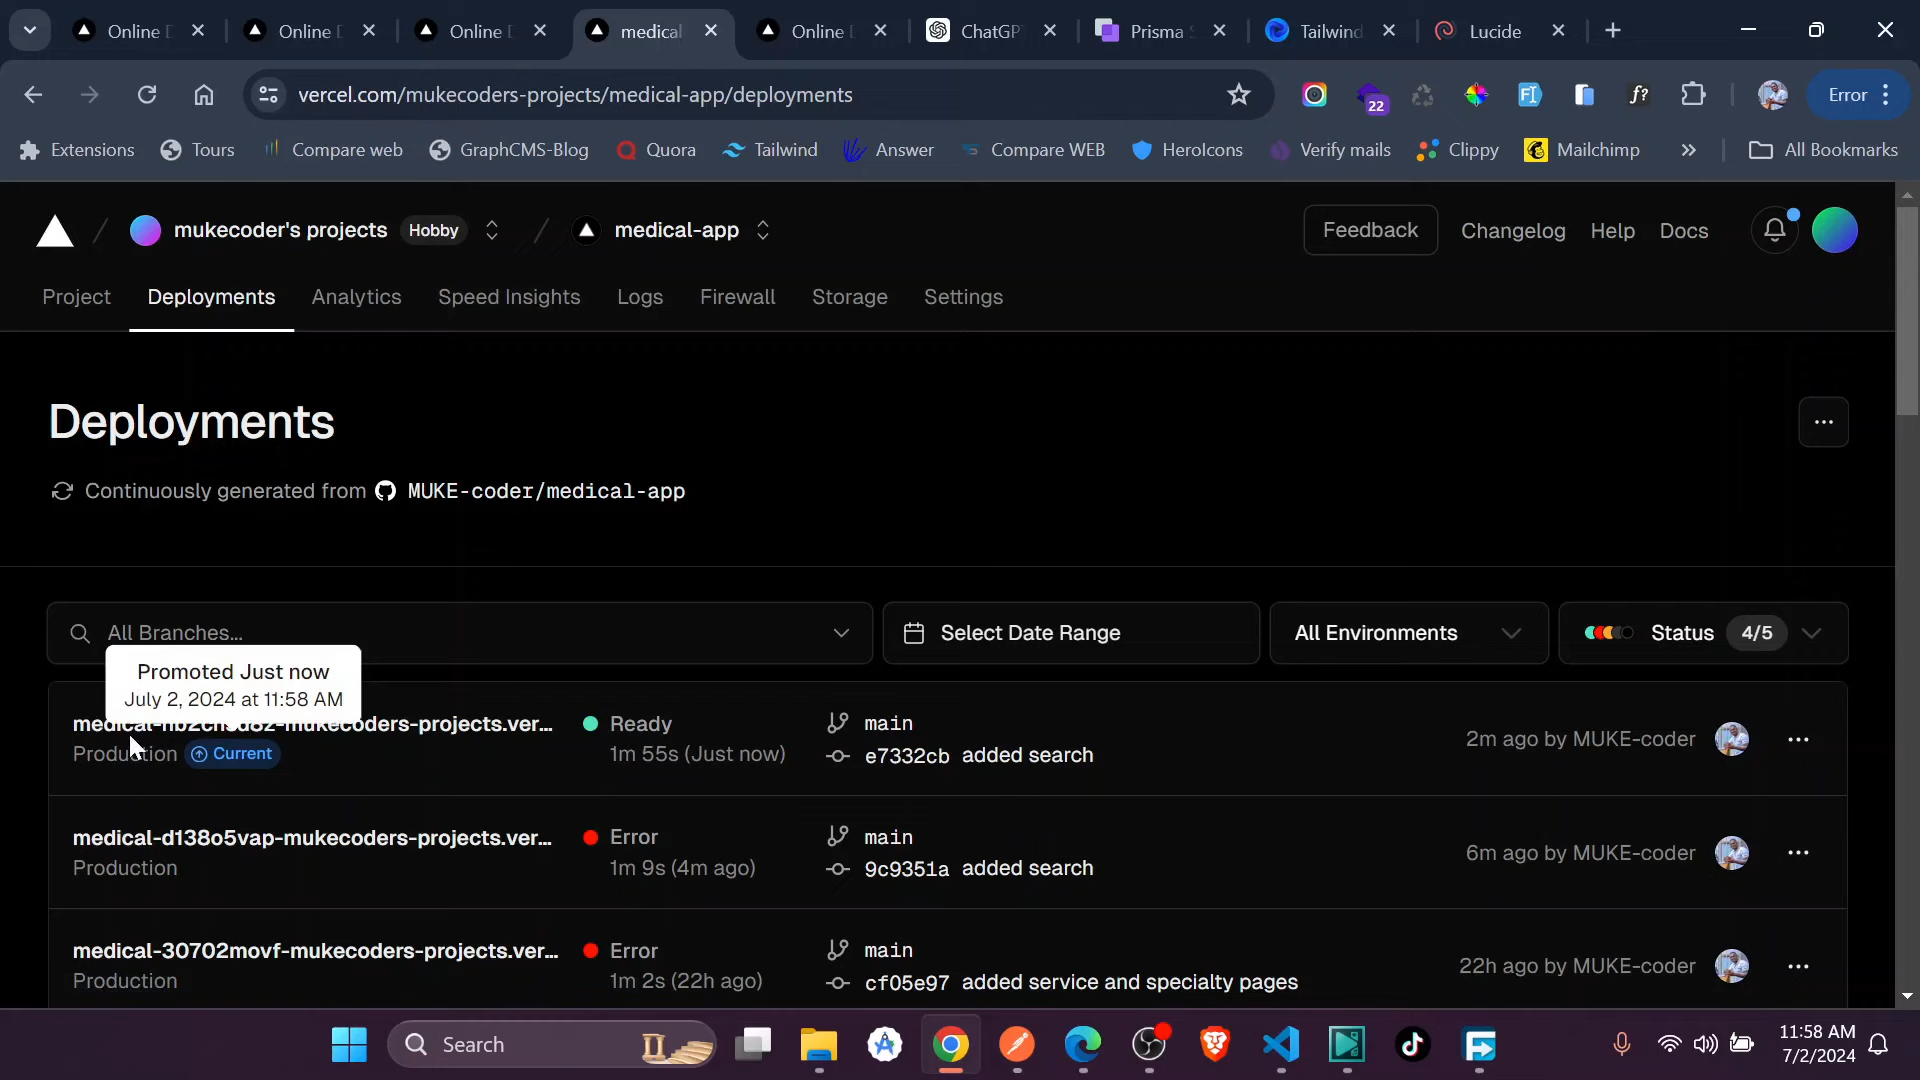 Online D
Online D
Online D
medical
Online D
ChatGP
Prisma S
Tailwind
Lucide
vercel.com/mukecoders-projects/medical-app/deployments
22
f?
Error
Extensions
Tours
Compare web
GraphCMS-Blog
Quora
Tailwind
Answer
Compare WEB
HeroIcons
Verify mails
Clippy
Mailchimp
All Bookmarks
mukecoder's projects
Hobby
medical-app
Feedback
Changelog
Help
Docs
Project
Deployments
Analytics
Speed Insights
Logs
Firewall
Storage
Settings
Deployments
Continuously generated from MUKE-coder/medical-app
All Branches...
Select Date Range
All Environments
Status 4/5
Promoted Just now
July 2, 2024 at 11:58 AM
-mukecoders-projects.ver...
Production
Current
Ready
1m 55s (Just now)
main
e7332cb added search
2m ago by MUKE-coder
medical-d138o5vap-mukecoders-projects.ver...
Production
Error
1m 9s (4m ago)
main
9c9351a added search
6m ago by MUKE-coder
medical-30702movf-mukecoders-projects.ver...
Production
Error
1m 2s (22h ago)
main
cf05e97 added service and specialty pages
22h ago by MUKE-coder
Search
11:58 AM
7/2/2024